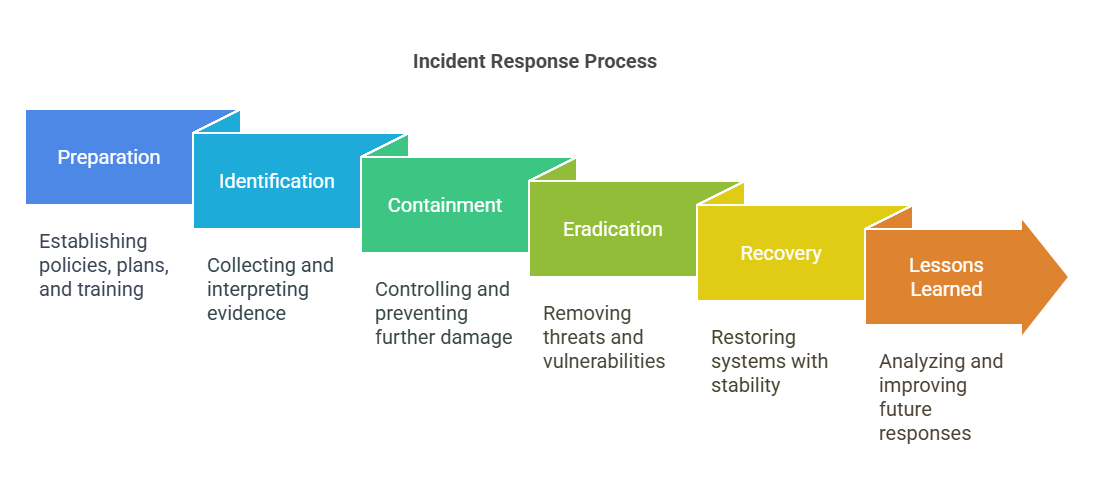 Incident Response Process
Preparation
Establishing
policies, plans,
and training
Identification
Collecting and
interpreting
evidence
Containment
Controlling and
preventing
further damage
Eradication
Removing
threats and
vulnerabilities
Recovery
Restoring
systems with
stability
Lessons
Learned
Analyzing and
improving
future
responses